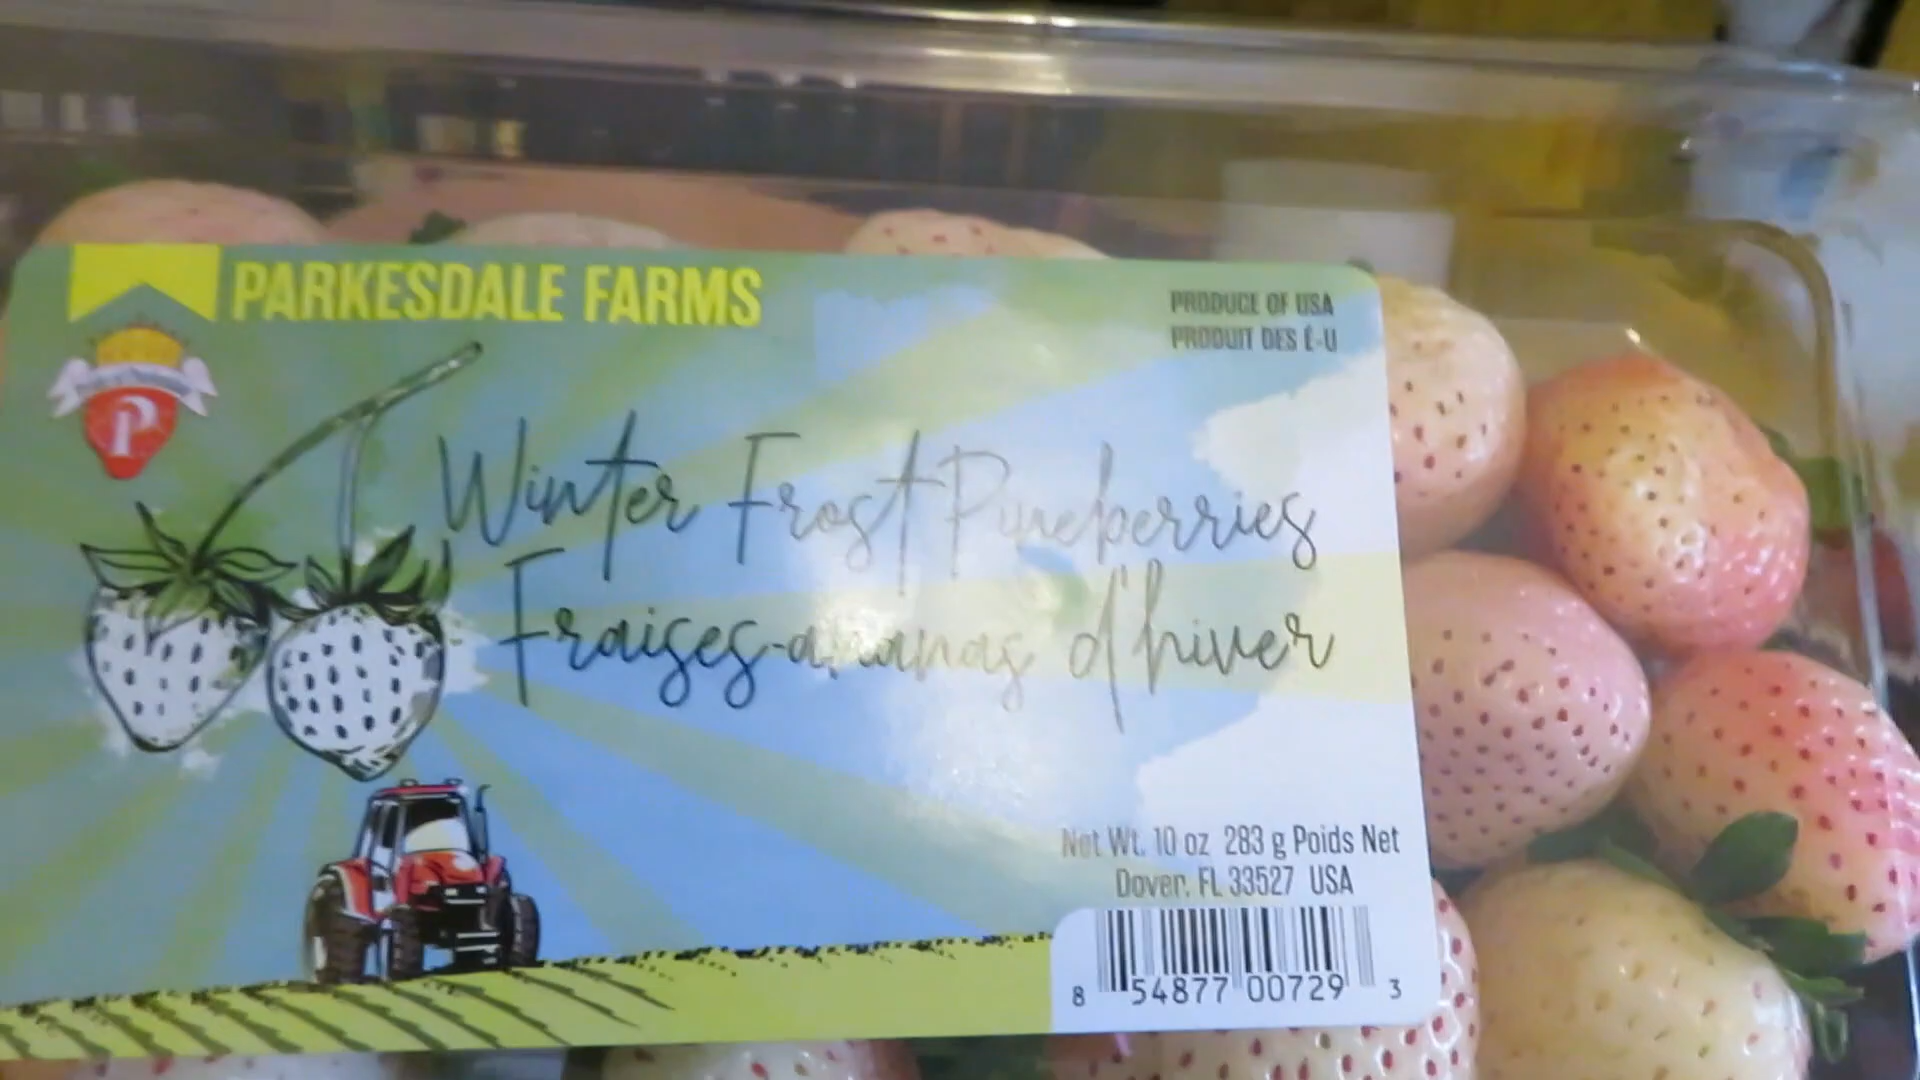 PARKESDALE FARMS
PRODUCE OF USA
PRODUIT DES É-U
P
Winter Frost Pineberries
Fraises-ananas d'hiver
Net Wt. 10 oz 283 g Poids Net
Dover, FL 33527 USA
8 54877 00729 3